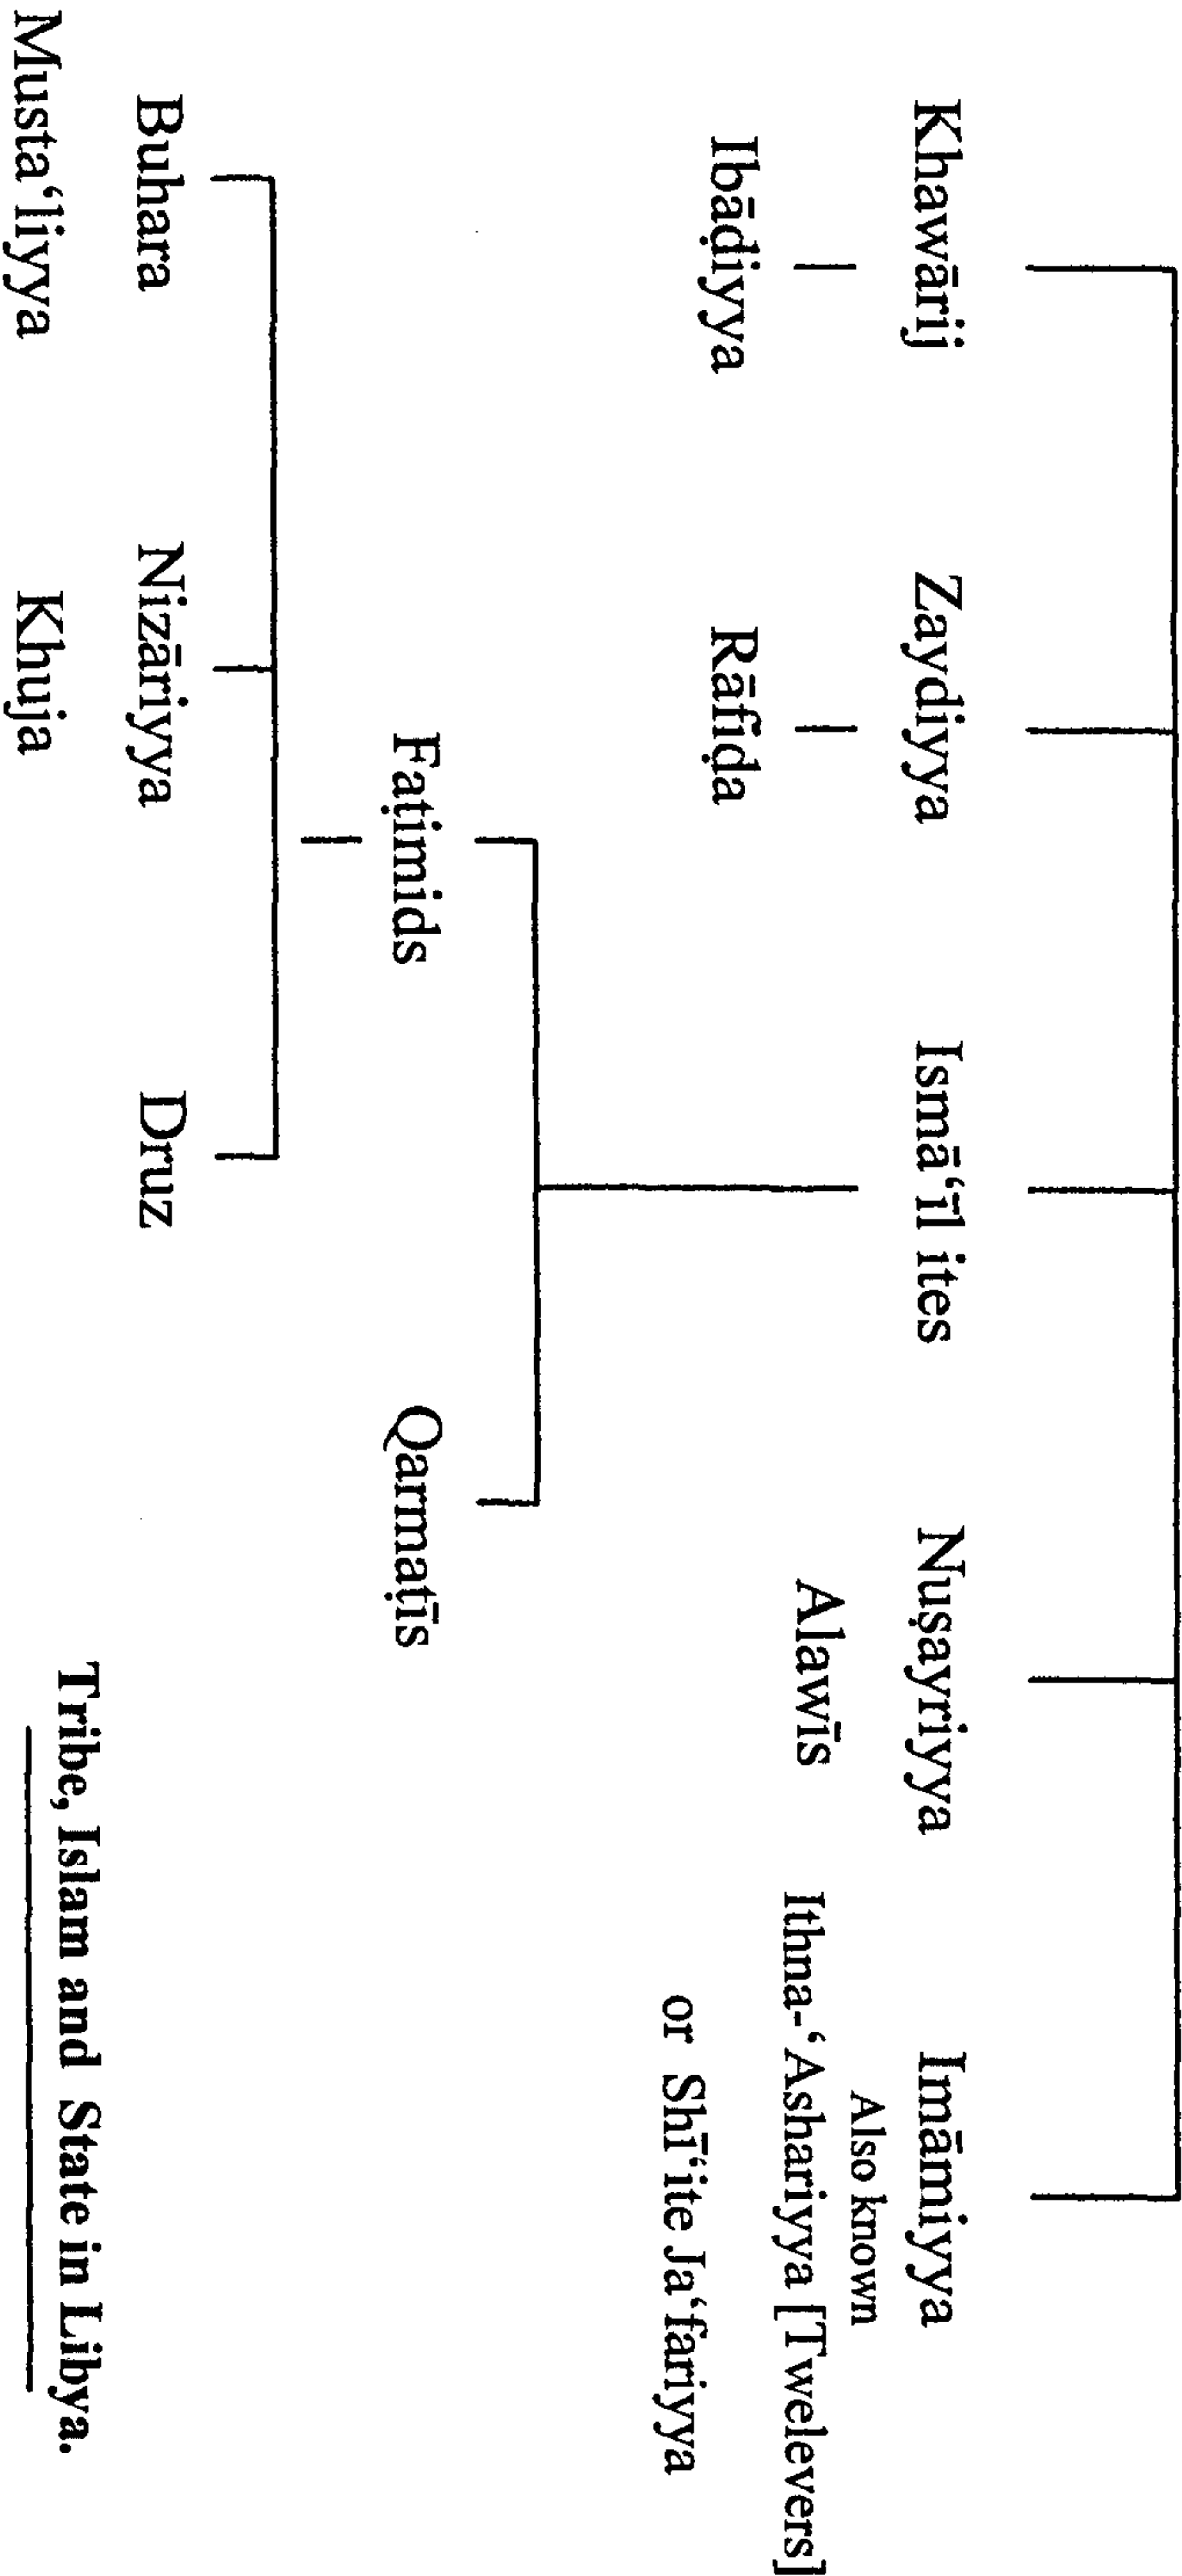 Khawārij Zaydiyya Ismā‘īl ites Nuṣayriyya Imāmiyya
Also known
Alawīs Ithna-‘Ashariyya [Twelevers]
Ibāḍiyya Rāfiḍa
or Shī‘ite Ja‘fariyya
Faṭimids Qarmaṭīs
Buhara Nizāriyya Druz
Tribe, Islam and State in Libya.
Musta‘liyya Khuja